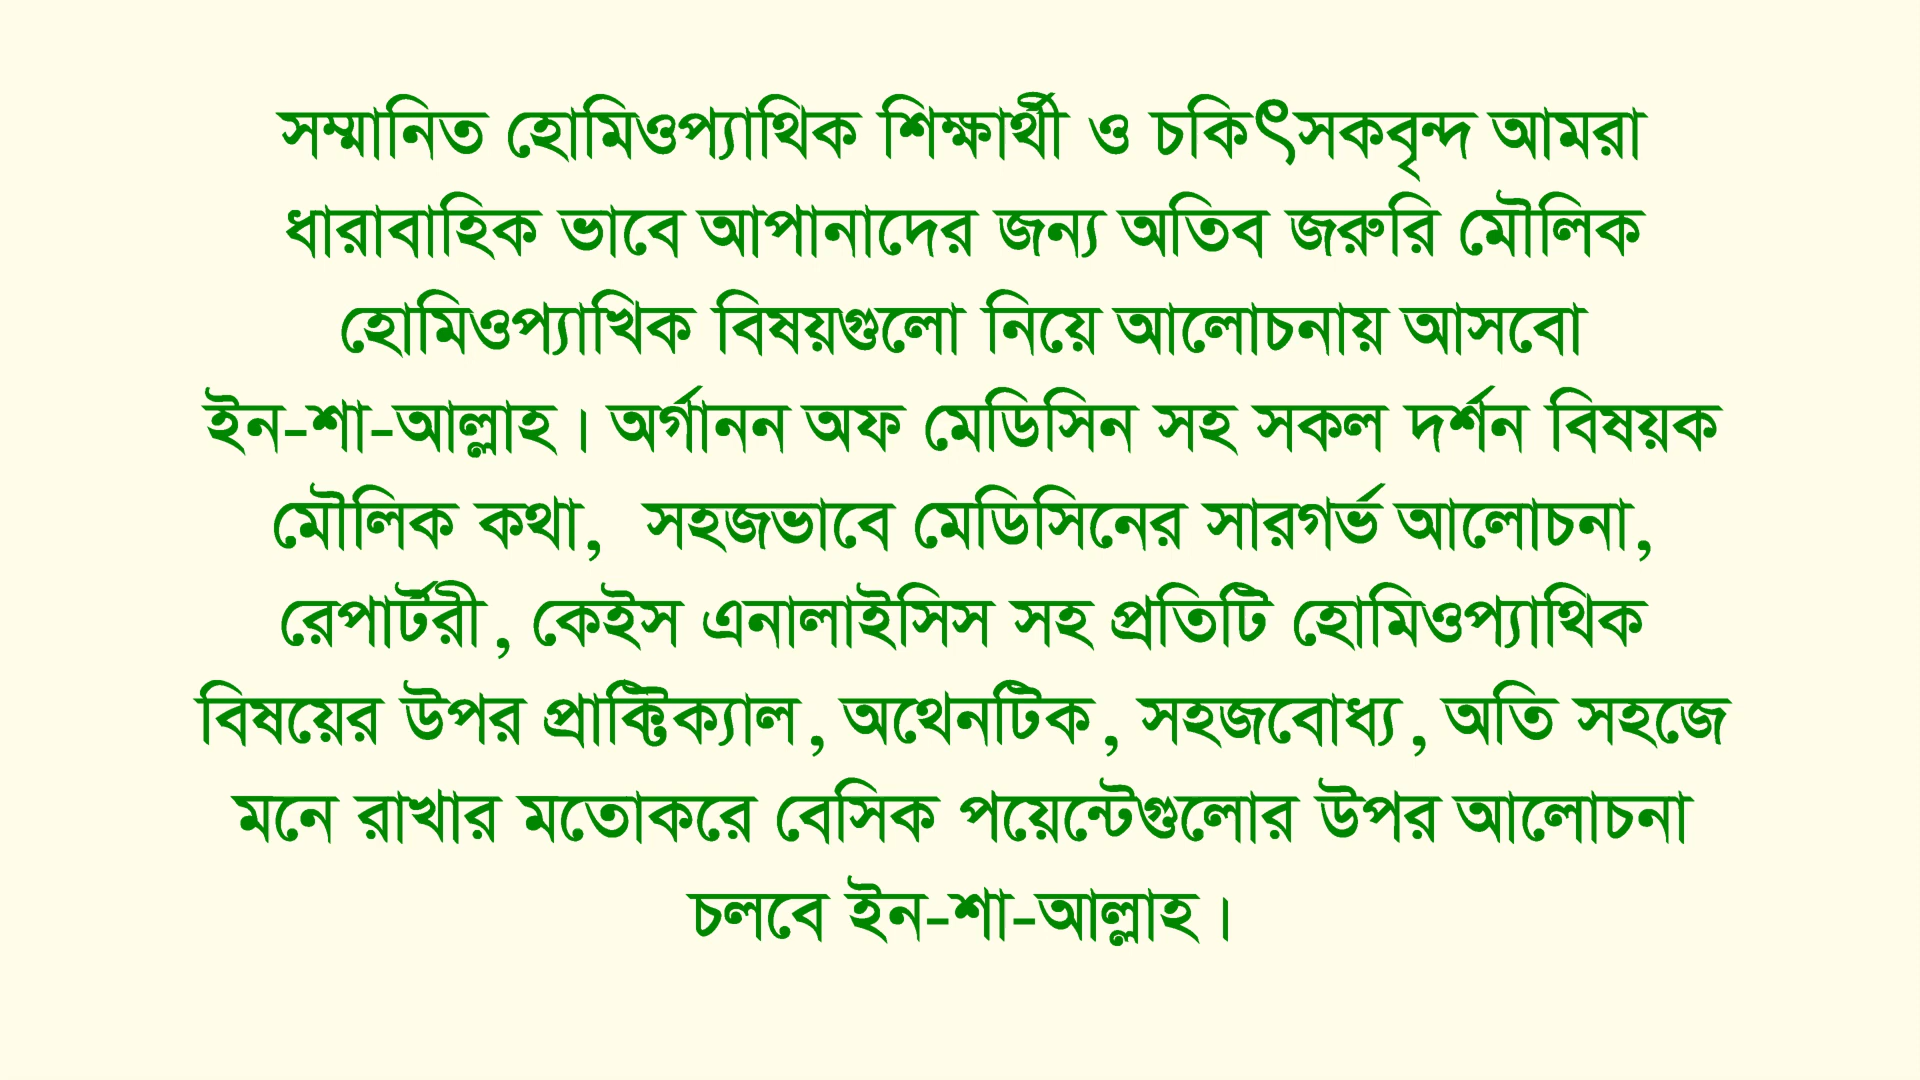 সম্মানিত হোমিওপ্যাথিক শিক্ষার্থী ও চকিৎসকবৃন্দ আমরা
ধারাবাহিক ভাবে আপানাদের জন্য অতিব জরুরি মৌলিক
হোমিওপ্যাখিক বিষয়গুলো নিয়ে আলোচনায় আসবো
ইন-শা-আল্লাহ। অর্গানন অফ মেডিসিন সহ সকল দর্শন বিষয়ক
মৌলিক কথা, সহজভাবে মেডিসিনের সারগর্ভ আলোচনা,
রেপার্টরী, কেইস এনালাইসিস সহ প্রতিটি হোমিওপ্যাথিক
বিষয়ের উপর প্রাক্টিক্যাল, অথেনটিক, সহজবোধ্য, অতি সহজে
মনে রাখার মতোকরে বেসিক পয়েন্টেগুলোর উপর আলোচনা
চলবে ইন-শা-আল্লাহ।